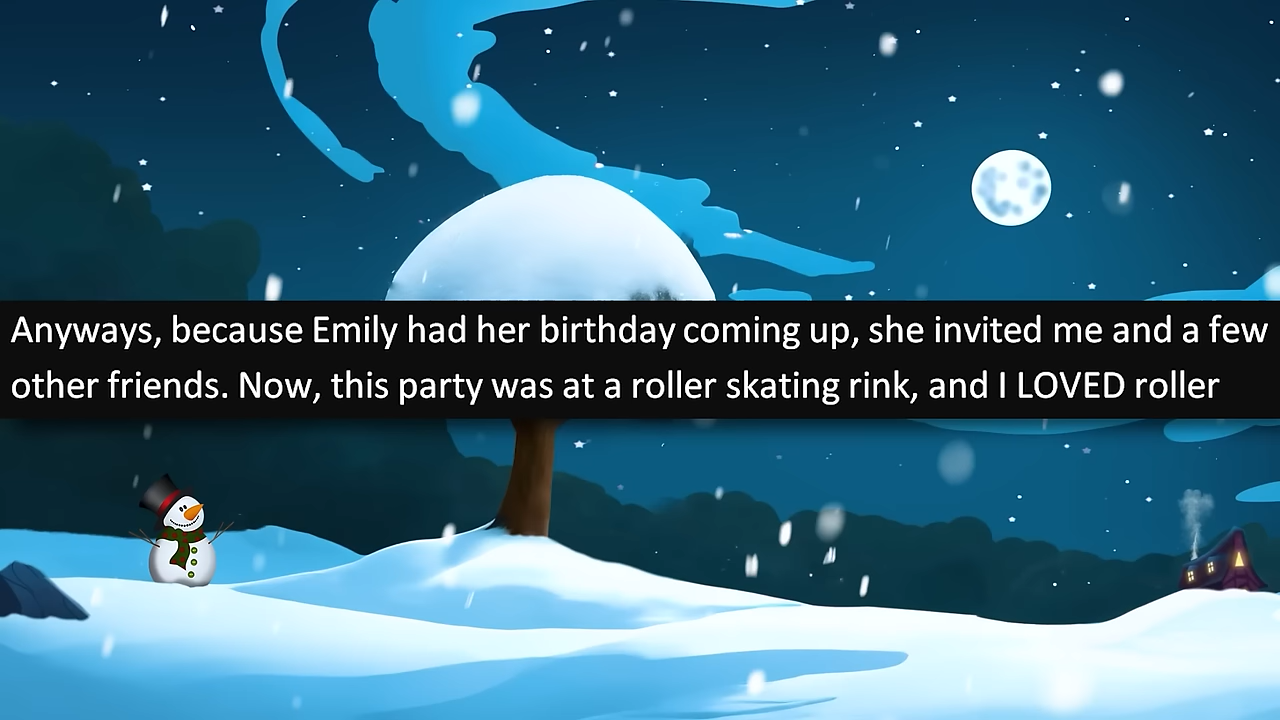 Anyways, because Emily had her birthday coming up, she invited me and a few
other friends. Now, this party was at a roller skating rink, and I LOVED roller